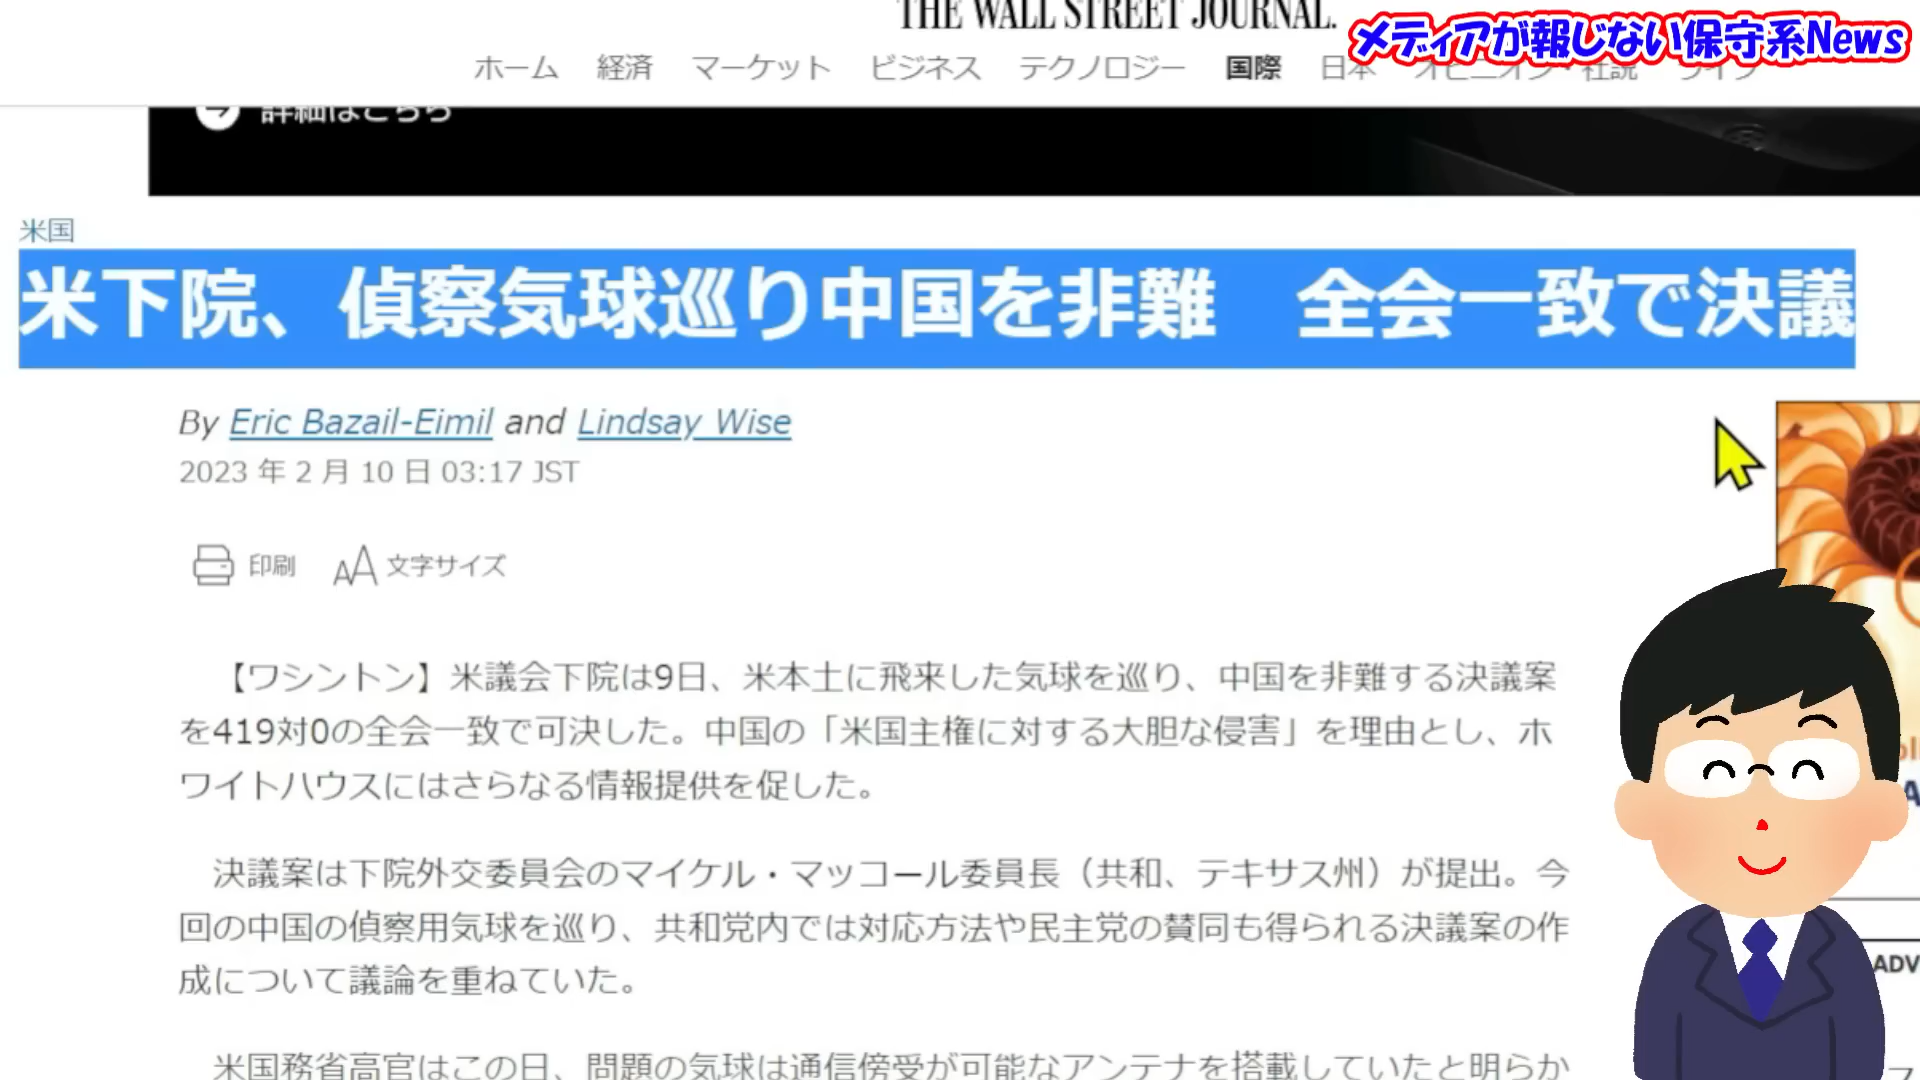 THE WALL STREET JOURNAL.
メディアが報じない保守系News
ホーム 経済 マーケット ビジネス テクノロジー 国際 日本 オピニオン・社説 ライフ
詳細はこちら
米国
米下院、偵察気球巡り中国を非難　全会一致で決議
By Eric Bazail-Eimil and Lindsay Wise
2023 年 2 月 10 日 03:17 JST
印刷 AA 文字サイズ
【ワシントン】米議会下院は9日、米本土に飛来した気球を巡り、中国を非難する決議案
を419対0の全会一致で可決した。中国の「米国主権に対する大胆な侵害」を理由とし、ホ
ワイトハウスにはさらなる情報提供を促した。
決議案は下院外交委員会のマイケル・マッコール委員長（共和、テキサス州）が提出。今
回の中国の偵察用気球を巡り、共和党内では対応方法や民主党の賛同も得られる決議案の作
成について議論を重ねていた。
ADV
米国務省高官はこの日、問題の気球は通信傍受が可能なアンテナを搭載していたと明らか